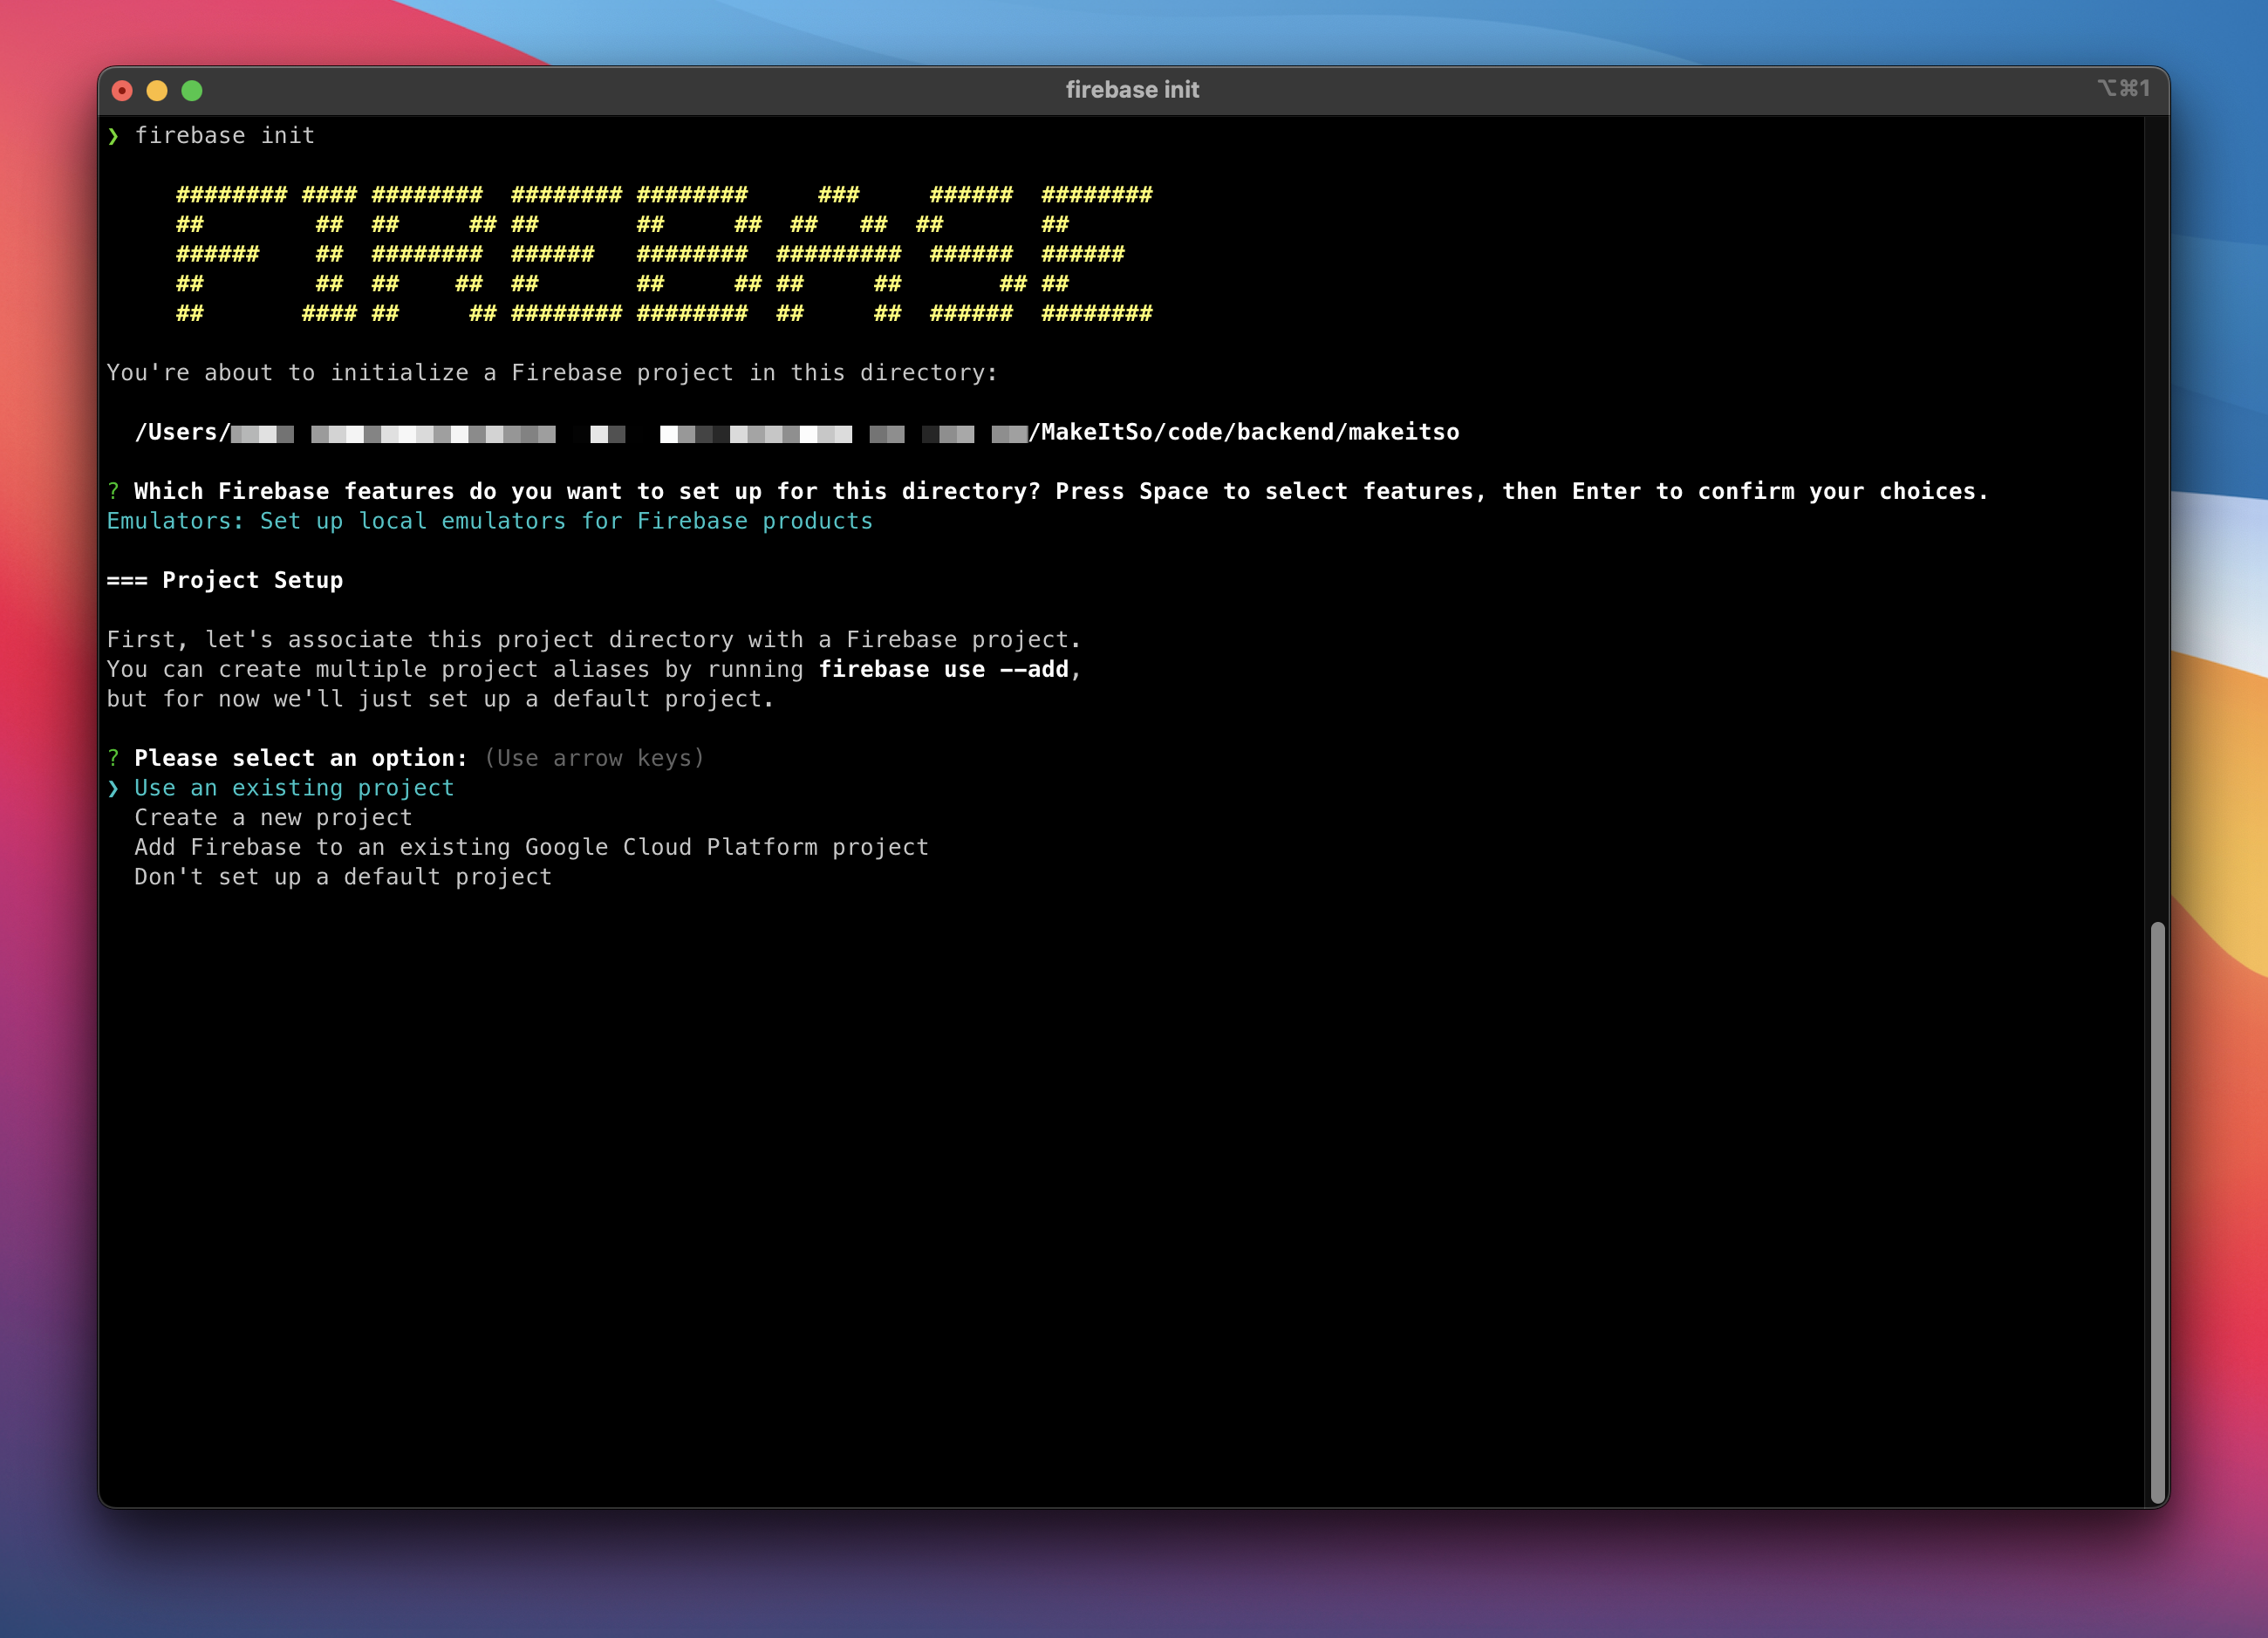 firebase init
⌥⌘1
❯ firebase init
     ######## #### ########  ######## ########     ###     ######  ########
     ##        ##  ##     ## ##       ##     ##  ##   ##  ##       ##
     ######    ##  ########  ######   ########  #########  ######  ######
     ##        ##  ##    ##  ##       ##     ## ##     ##       ## ##
     ##       #### ##     ## ######## ########  ##     ##  ######  ########
You're about to initialize a Firebase project in this directory:
/Users/ /MakeItSo/code/backend/makeitso
? Which Firebase features do you want to set up for this directory? Press Space to select features, then Enter to confirm your choices.
Emulators: Set up local emulators for Firebase products
=== Project Setup
First, let's associate this project directory with a Firebase project.
You can create multiple project aliases by running firebase use --add,
but for now we'll just set up a default project.
? Please select an option: (Use arrow keys)
❯ Use an existing project
Create a new project
Add Firebase to an existing Google Cloud Platform project
Don't set up a default project